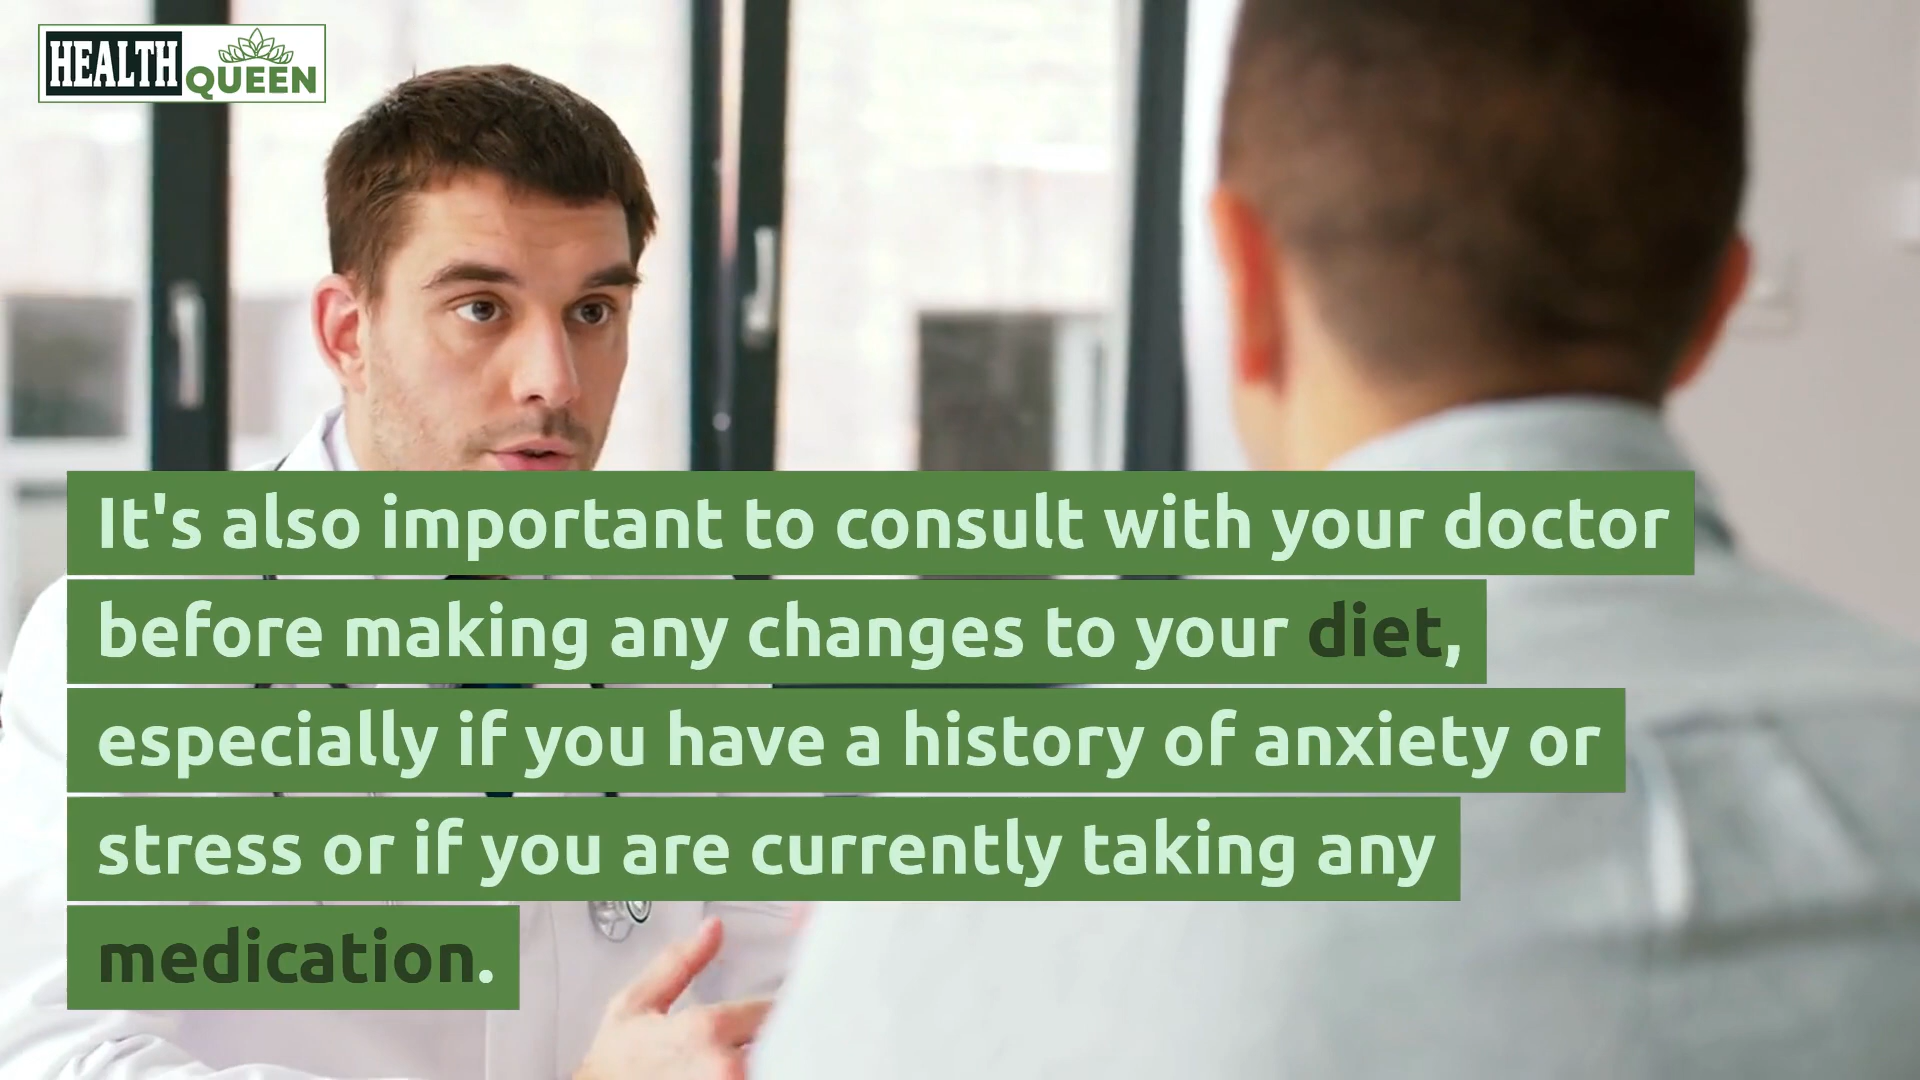 HEALTH QUEEN
It's also important to consult with your doctor
before making any changes to your diet,
especially if you have a history of anxiety or
stress or if you are currently taking any
medication.